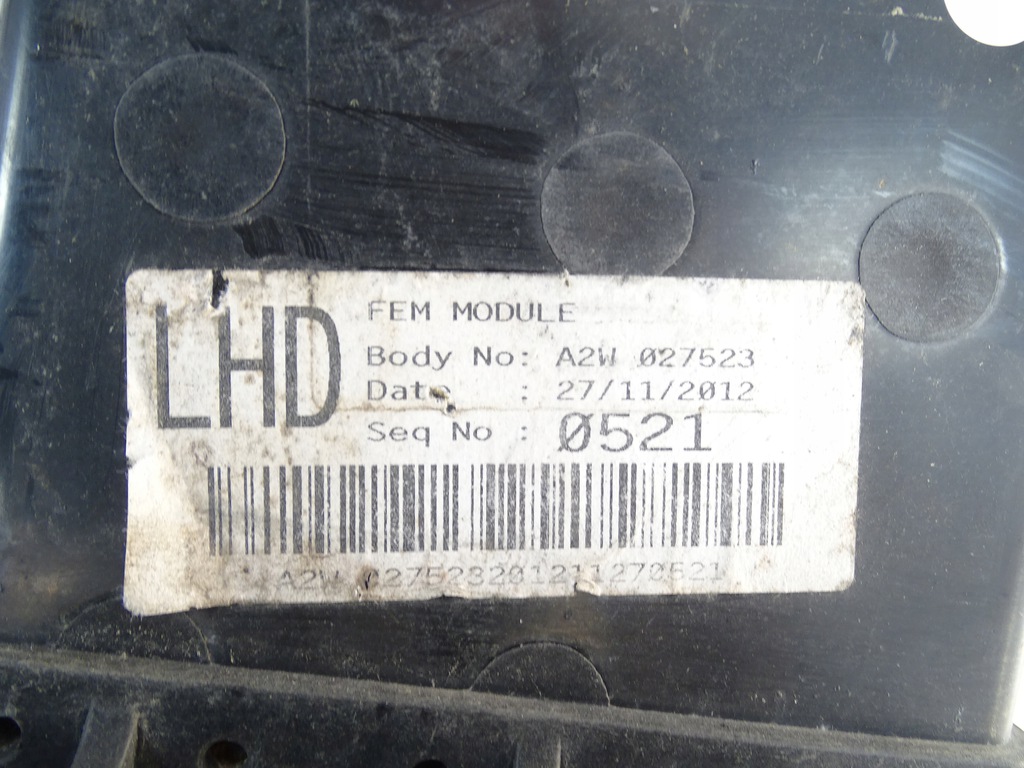 LHD
FEM MODULE
Body No: A2W 027523
Date : 27/11/2012
Seq No : 0521
A2W 027523201211270521